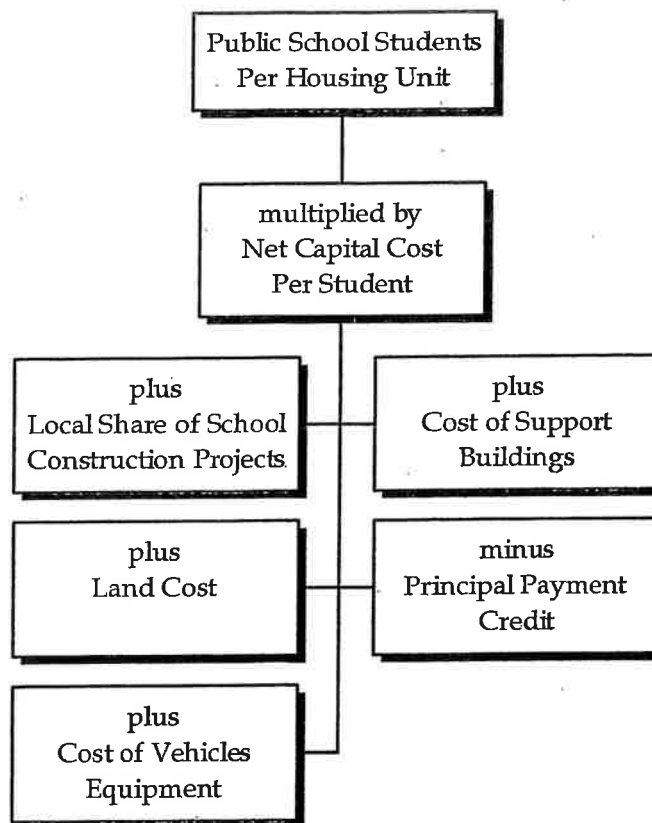 Public School Students
Per Housing Unit
multiplied by
Net Capital Cost
Per Student
plus
Local Share of School
Construction Projects
plus
Cost of Support
Buildings
plus
Land Cost
minus
Principal Payment
Credit
plus
Cost of Vehicles
Equipment